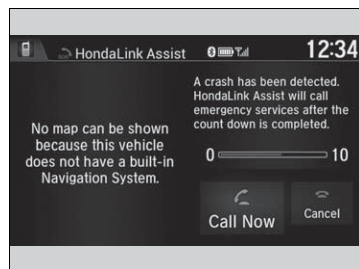 HondaLink Assist
12:34
No map can be shown
because this vehicle
does not have a built-in
Navigation System.
A crash has been detected.
HondaLink Assist will call
emergency services after the
count down is completed.
0 10
Call Now
Cancel